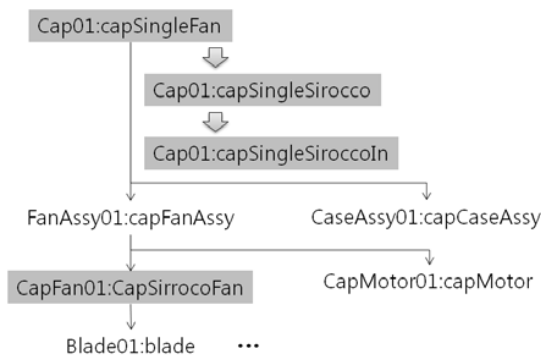 Cap01:capSingleFan
Cap01:capSingleSirocco
Cap01:capSingleSiroccoIn
FanAssy01:capFanAssy
CaseAssy01:capCaseAssy
CapFan01:CapSirrocoFan
CapMotor01:capMotor
Blade01:blade
...